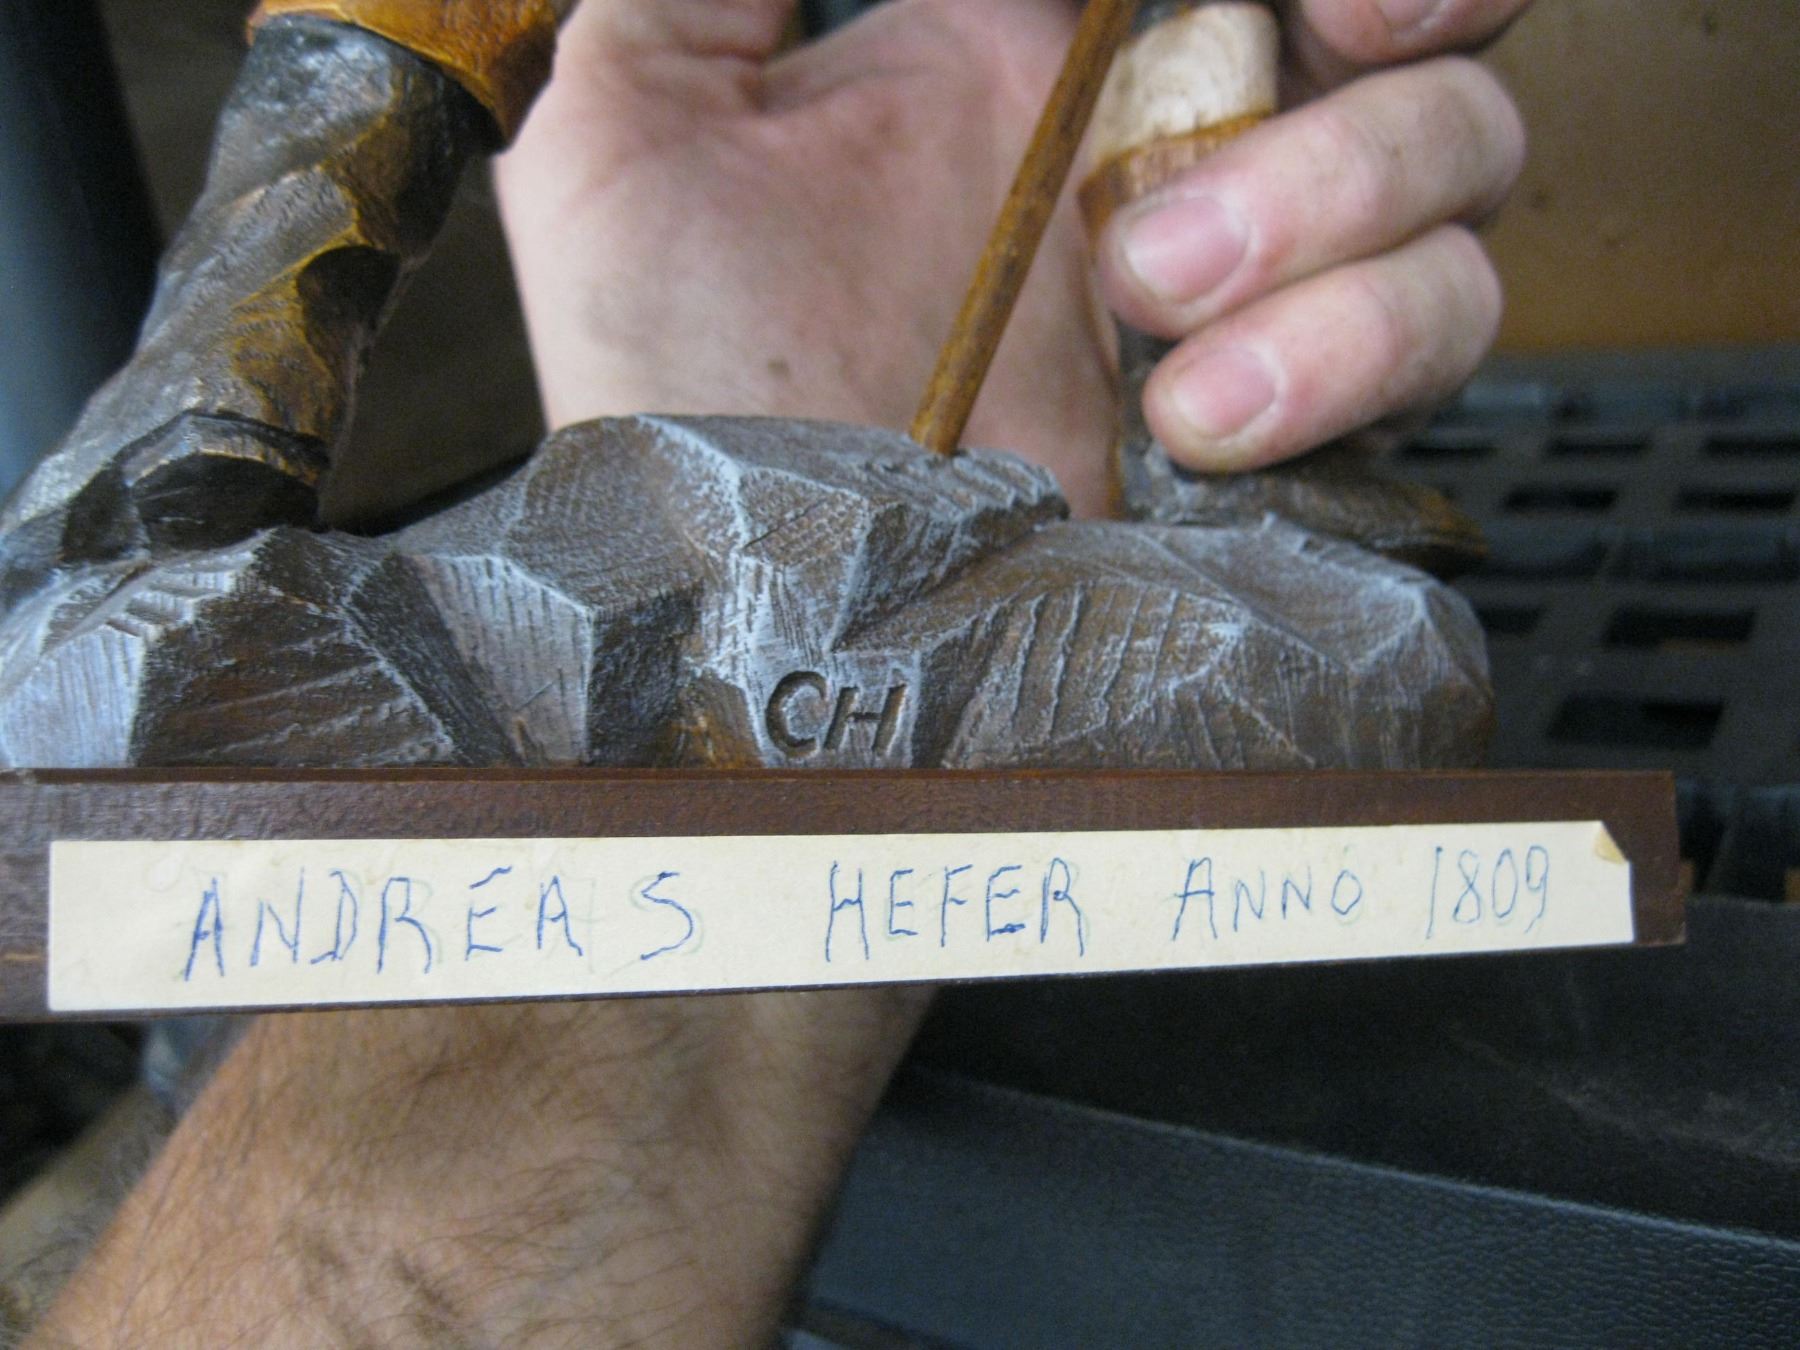 CH
ANDREAS HEFER ANNO 1809